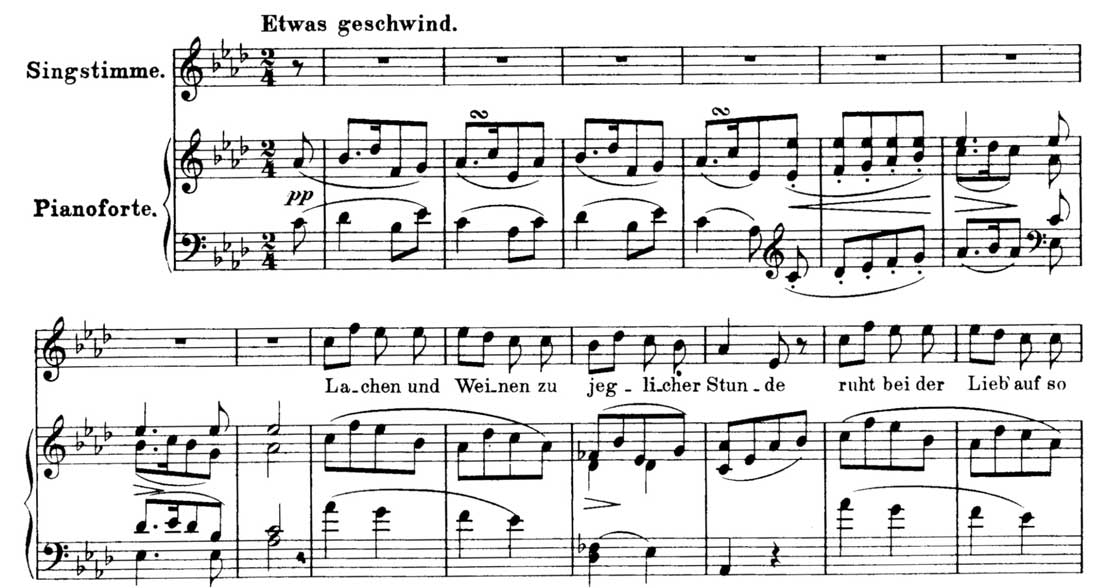 Etwas geschwind.
Singstimme.
Pianoforte.
pp
La_chen und Wei_nen zu jeg_li_cher Stun_de ruht bei der Lieb' auf so